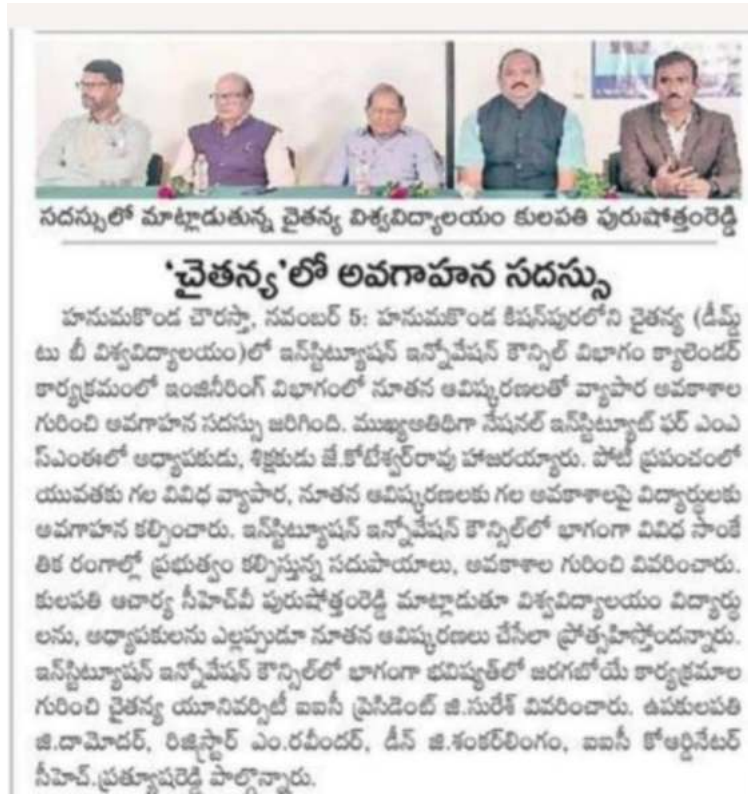 సదస్సులో మాట్లాడుతున్న చైతన్య విశ్వవిద్యాలయం కులపతి పురుషోత్తంరెడ్డి
‘చైతన్య’లో అవగాహన సదస్సు
హనుమకొండ చౌరస్తా, నవంబర్ 5: హనుమకొండ కిషన్‌పురలోని చైతన్య (డీమ్డ్
టు బీ విశ్వవిద్యాలయం)లో ఇన్‌స్టిట్యూషన్ ఇన్నోవేషన్ కౌన్సిల్ విభాగం క్యాలెండర్
కార్యక్రమంలో ఇంజినీరింగ్ విభాగంలో నూతన ఆవిష్కరణలతో వ్యాపార అవకాశాల
గురించి అవగాహన సదస్సు జరిగింది. ముఖ్యఅతిథిగా నేషనల్ ఇన్‌స్టిట్యూట్ ఫర్ ఎంఎ
స్ఎంఈలో అధ్యాపకుడు, శిక్షకుడు జే.కోటేశ్వర్‌రావు హాజరయ్యారు. పోటీ ప్రపంచంలో
యువతకు గల వివిధ వ్యాపార, నూతన ఆవిష్కరణలకు గల అవకాశాలపై విద్యార్థులకు
అవగాహన కల్పించారు. ఇన్‌స్టిట్యూషన్ ఇన్నోవేషన్ కౌన్సిల్‌లో భాగంగా వివిధ సాంకే
తిక రంగాల్లో ప్రభుత్వం కల్పిస్తున్న సదుపాయాలు, అవకాశాల గురించి వివరించారు.
కులపతి ఆచార్య సీహెచ్‌వీ పురుషోత్తంరెడ్డి మాట్లాడుతూ విశ్వవిద్యాలయం విద్యార్థు
లను, అధ్యాపకులను ఎల్లప్పుడూ నూతన ఆవిష్కరణలు చేసేలా ప్రోత్సహిస్తోందన్నారు.
ఇన్‌స్టిట్యూషన్ ఇన్నోవేషన్ కౌన్సిల్‌లో భాగంగా భవిష్యత్‌లో జరగబోయే కార్యక్రమాల
గురించి చైతన్య యూనివర్సిటీ ఐఐసీ ప్రెసిడెంట్ జి.సురేశ్ వివరించారు. ఉపకులపతి
జి.దామోదర్, రిజిస్ట్రార్ ఎం.రవీందర్, డీన్ జి.శంకర్‌లింగం, ఐఐసీ కోఆర్డినేటర్
సీహెచ్.ప్రత్యూషరెడ్డి పాల్గొన్నారు.